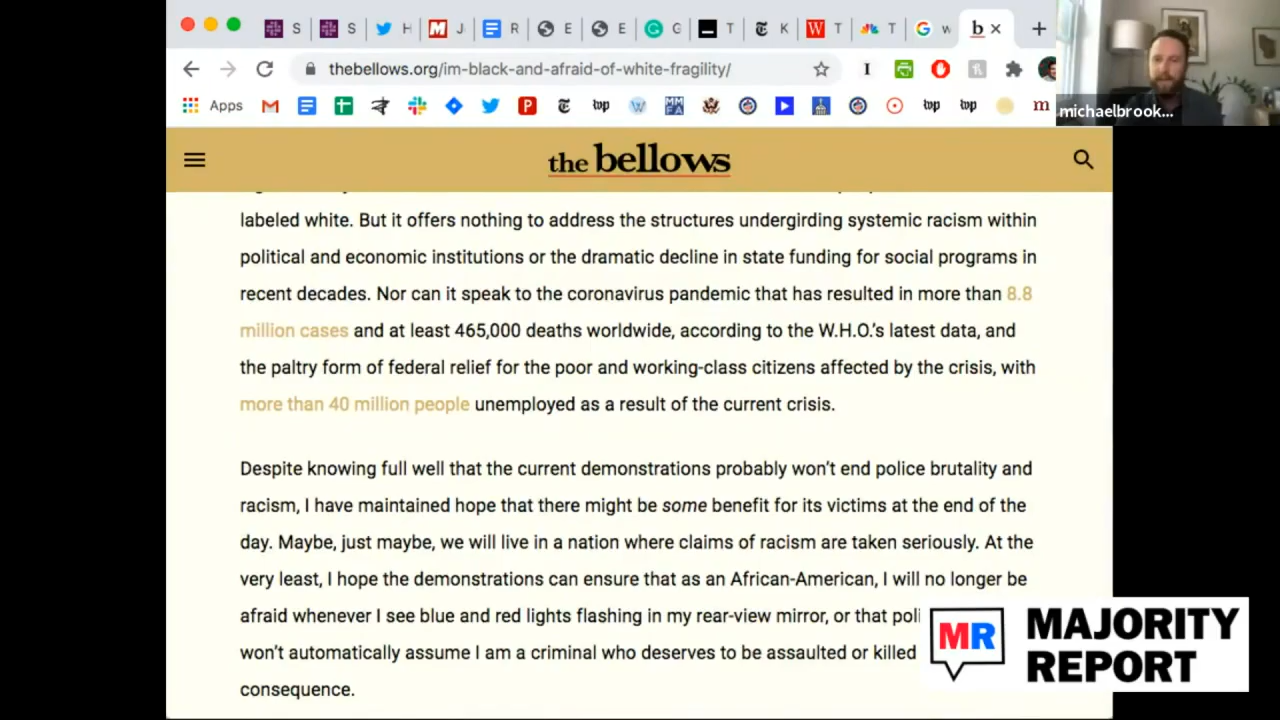 S S H J R E E G T K T T G w b
thebellows.org/im-black-and-afraid-of-white-fragility/
Apps
michaelbrook...
the bellows
labeled white. But it offers nothing to address the structures undergirding systemic racism within
political and economic institutions or the dramatic decline in state funding for social programs in
recent decades. Nor can it speak to the coronavirus pandemic that has resulted in more than 8.8
million cases and at least 465,000 deaths worldwide, according to the W.H.O.’s latest data, and
the paltry form of federal relief for the poor and working-class citizens affected by the crisis, with
more than 40 million people unemployed as a result of the current crisis.
Despite knowing full well that the current demonstrations probably won’t end police brutality and
racism, I have maintained hope that there might be some benefit for its victims at the end of the
day. Maybe, just maybe, we will live in a nation where claims of racism are taken seriously. At the
very least, I hope the demonstrations can ensure that as an African-American, I will no longer be
afraid whenever I see blue and red lights flashing in my rear-view mirror, or that poli
won’t automatically assume I am a criminal who deserves to be assaulted or killed
consequence.
MR MAJORITY
REPORT